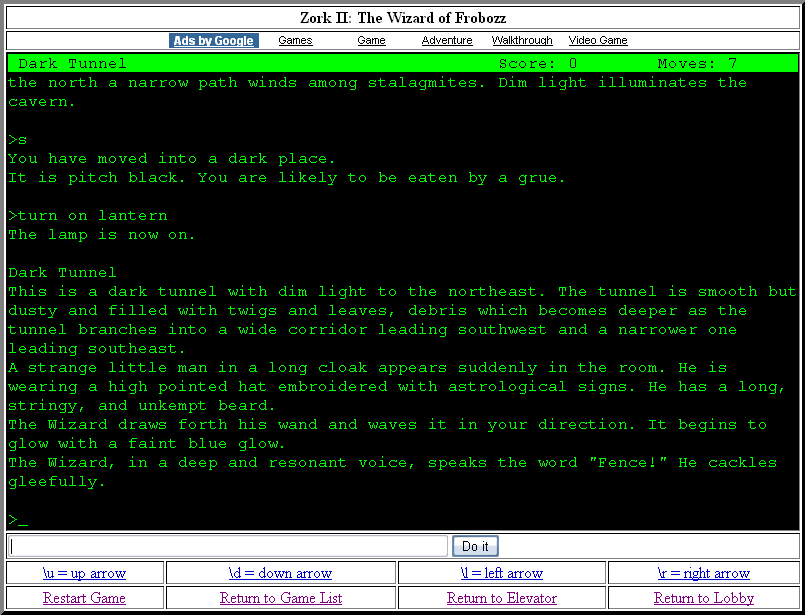 Zork II: The Wizard of Frobozz
Ads by Google Games Game Adventure Walkthrough Video Game
Dark Tunnel Score: 0 Moves: 7
the north a narrow path winds among stalagmites. Dim light illuminates the
cavern.
>s
You have moved into a dark place.
It is pitch black. You are likely to be eaten by a grue.
>turn on lantern
The lamp is now on.
Dark Tunnel
This is a dark tunnel with dim light to the northeast. The tunnel is smooth but
dusty and filled with twigs and leaves, debris which becomes deeper as the
tunnel branches into a wide corridor leading southwest and a narrower one
leading southeast.
A strange little man in a long cloak appears suddenly in the room. He is
wearing a high pointed hat embroidered with astrological signs. He has a long,
stringy, and unkempt beard.
The Wizard draws forth his wand and waves it in your direction. It begins to
glow with a faint blue glow.
The Wizard, in a deep and resonant voice, speaks the word "Fence!" He cackles
gleefully.
>_
Do it
\u = up arrow \d = down arrow \l = left arrow \r = right arrow
Restart Game Return to Game List Return to Elevator Return to Lobby